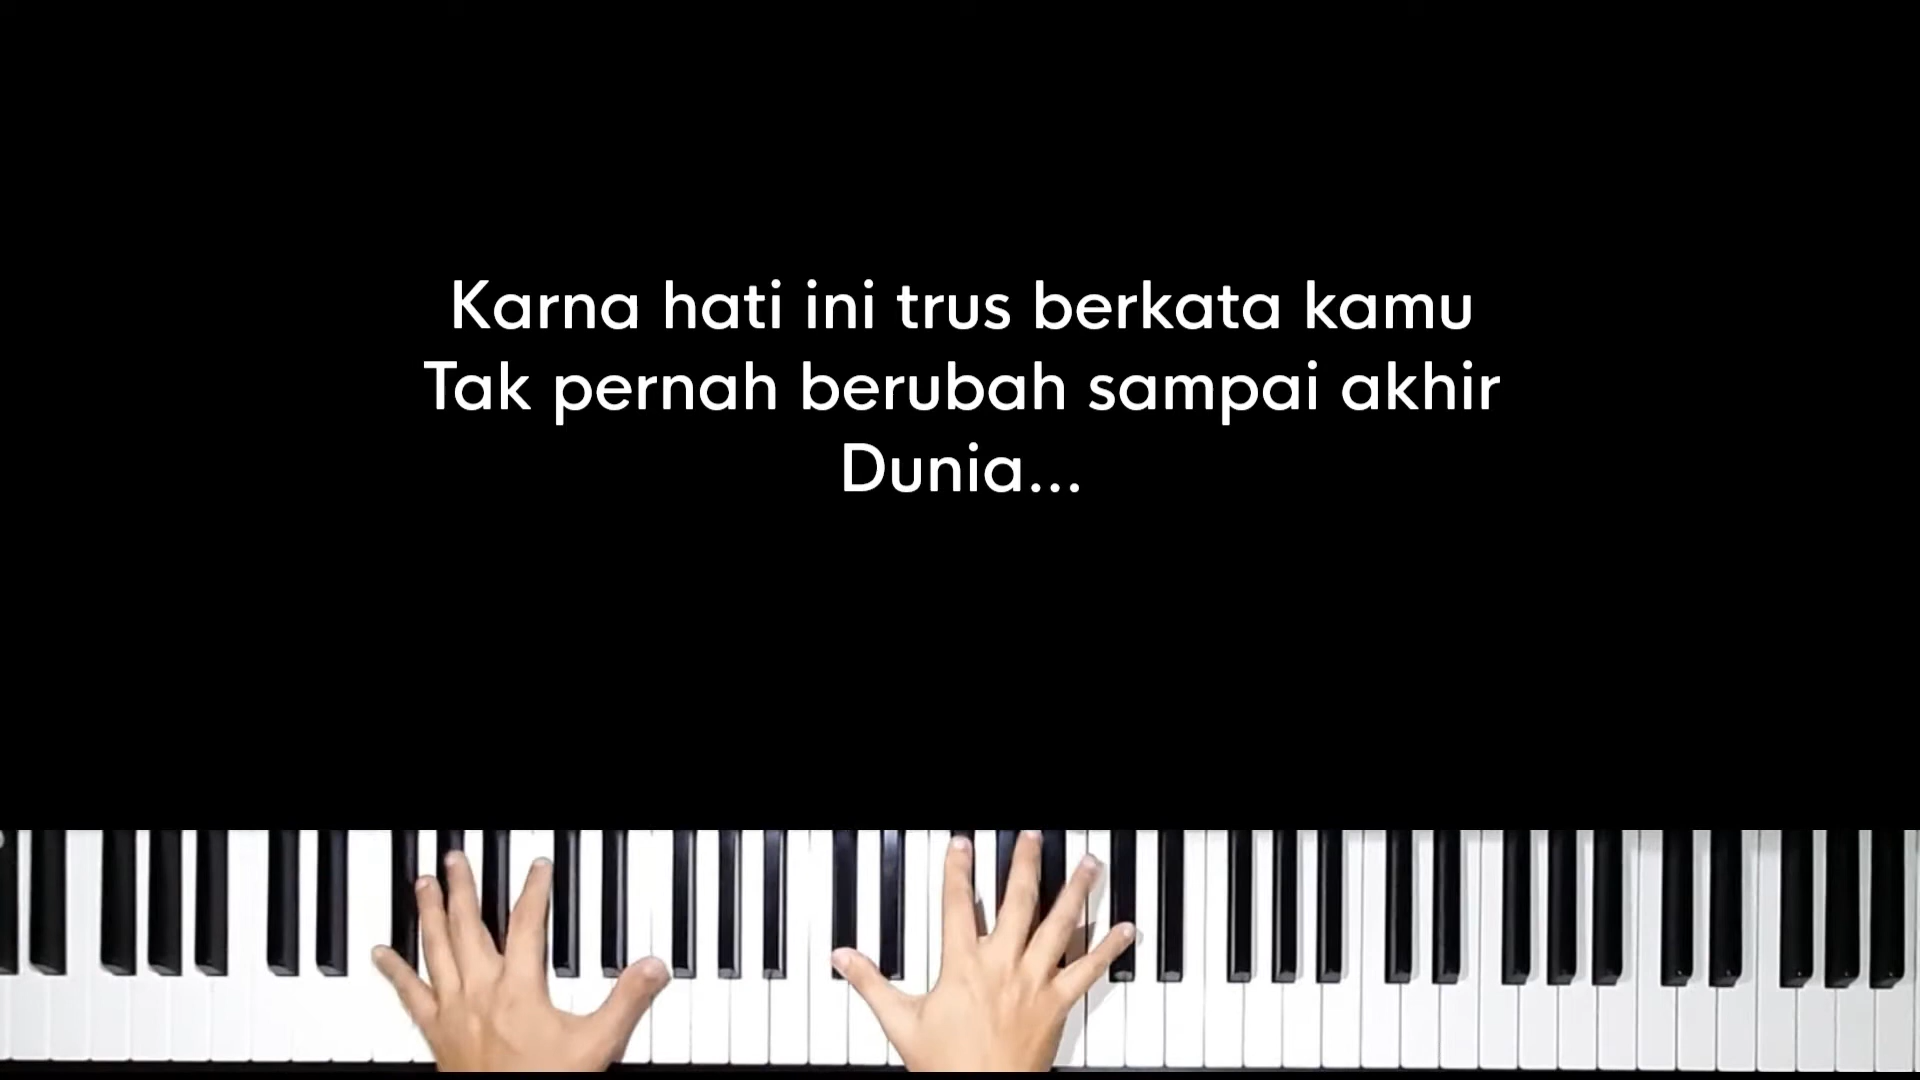 Karna hati ini trus berkata kamu
Tak pernah berubah sampai akhir
Dunia...